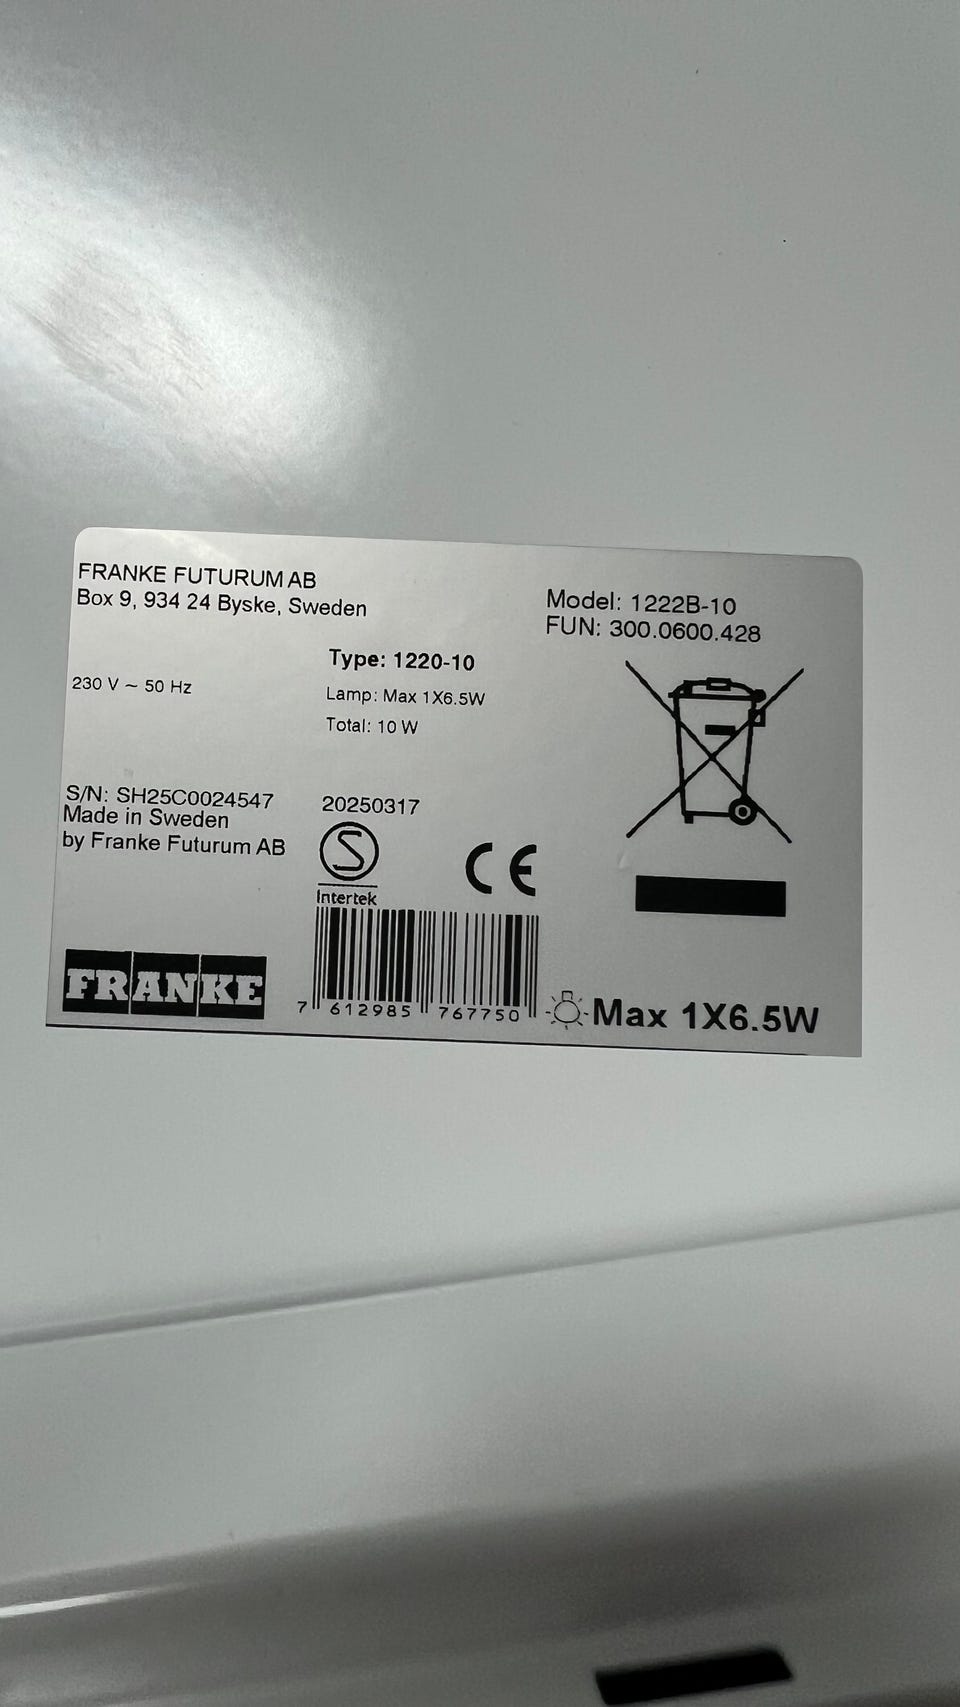 FRANKE FUTURUM AB
Box 9, 934 24 Byske, Sweden
Model: 1222B-10
FUN: 300.0600.428
Type: 1220-10
230 V ~ 50 Hz
Lamp: Max 1X6.5W
Total: 10 W
S/N: SH25C0024547
20250317
Made in Sweden
by Franke Futurum AB
S
Intertek
CE
FRANKE
7 612985 767750
Max 1X6.5W